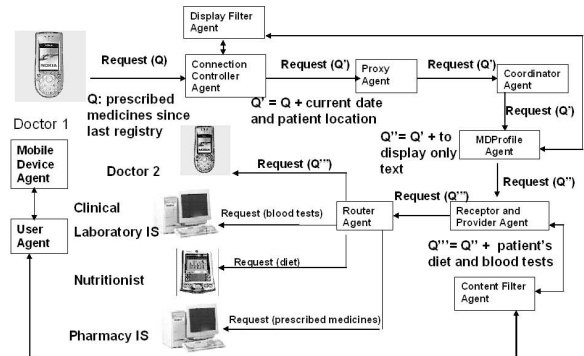 Display Filter
Agent
Request (Q)
Connection
Controller
Agent
Request (Q')
Proxy
Agent
Request (Q')
Coordinator
Agent
Q: prescribed
medicines since
last registry
Q' = Q + current date
and patient location
Request (Q')
Doctor 1
Q''= Q' + to
display only
text
MDProfile
Agent
Mobile
Device
Agent
Doctor 2
Request (Q''')
Request (Q'')
Clinical
Laboratory IS
Request (blood tests)
Router
Agent
Request (Q''')
Receptor and
Provider Agent
User
Agent
Q'''= Q'' + patient's
diet and blood tests
Nutritionist
Request (diet)
Content Filter
Agent
Pharmacy IS
Request (prescribed medicines)